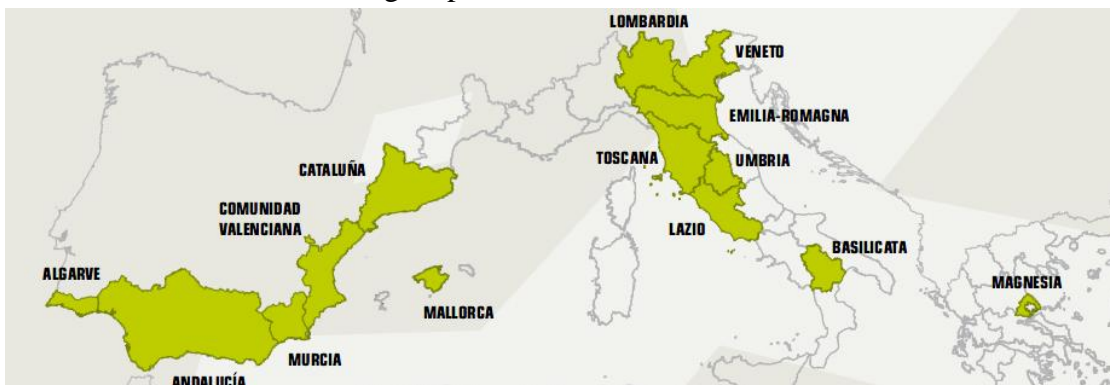 LOMBARDIA
VENETO
EMILIA-ROMAGNA
TOSCANA
UMBRIA
CATALUÑA
COMUNIDAD
VALENCIANA
LAZIO
BASILICATA
ALGARVE
MAGNESIA
MALLORCA
MURCIA
ANDALUCÍA